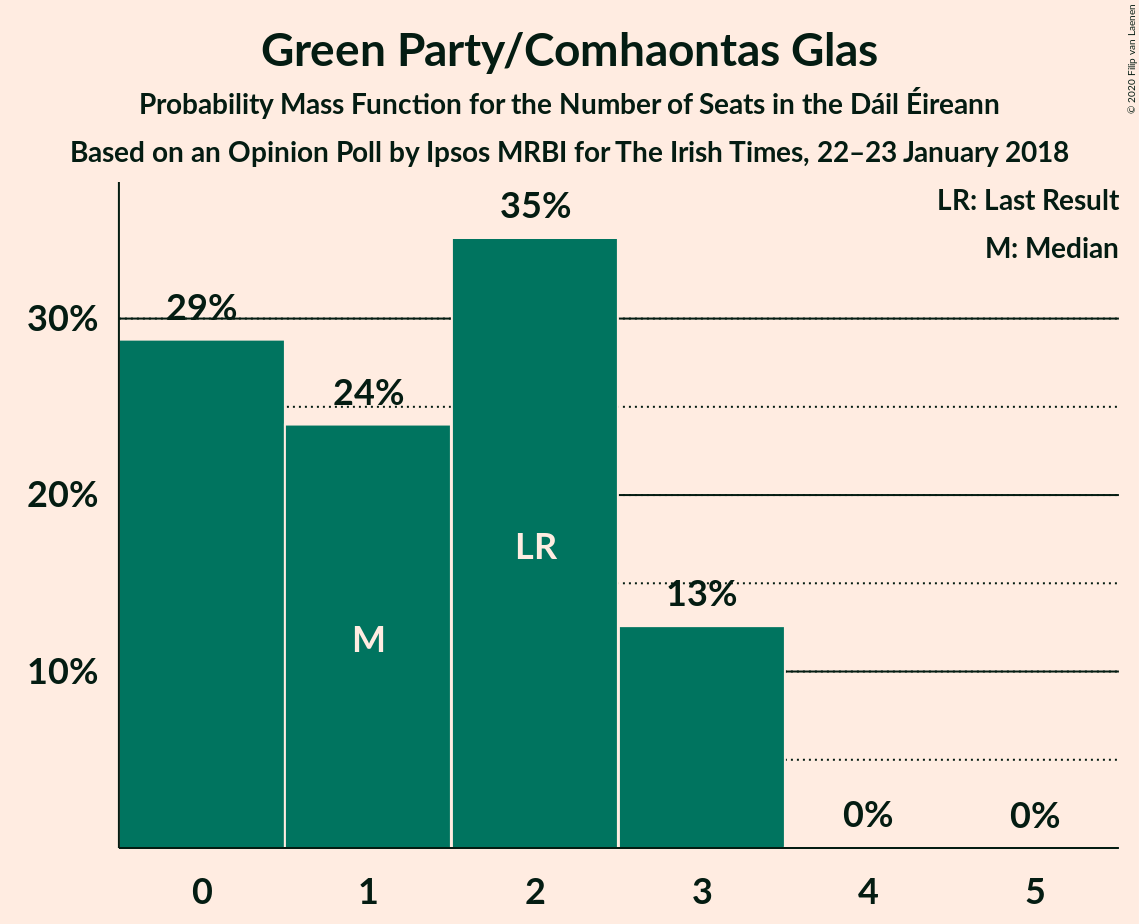 Green Party/Comhaontas Glas
Probability Mass Function for the Number of Seats in the Dáil Éireann
Based on an Opinion Poll by Ipsos MRBI for The Irish Times, 22–23 January 2018
© 2020 Filip van Laenen
LR: Last Result
M: Median
35%
29%
24%
13%
0%
0%
30%
20%
10%
LR
M
0 1 2 3 4 5